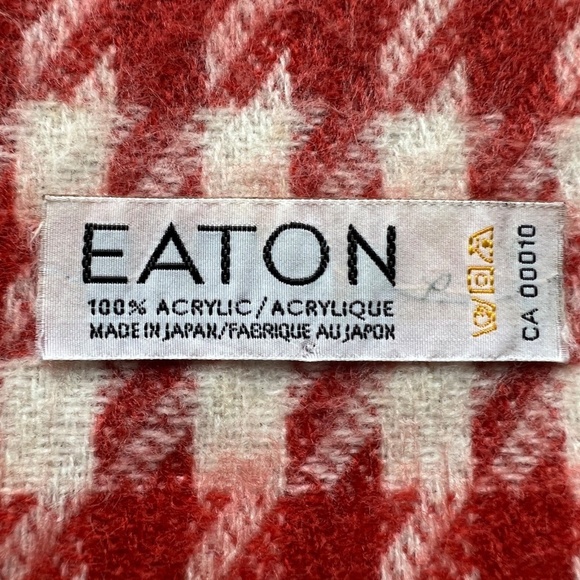 EATON
100% ACRYLIC/ACRYLIQUE
MADE IN JAPAN/FABRIQUE AU JAPON
CA 00010